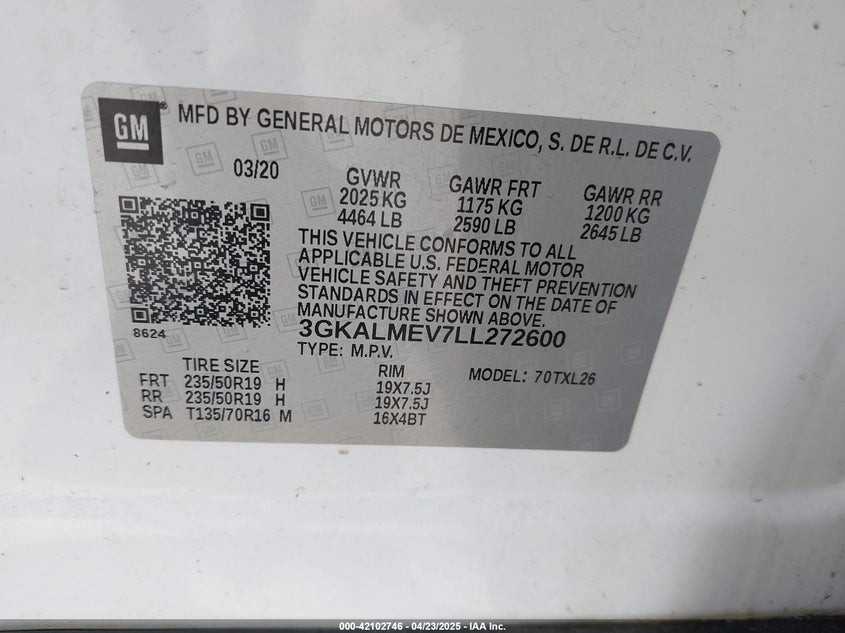 GM
MFD BY GENERAL MOTORS DE MEXICO, S. DE R.L. DE C.V.
03/20
GVWR GAWR FRT GAWR RR
2025 KG 1175 KG 1200 KG
4464 LB 2590 LB 2645 LB
THIS VEHICLE CONFORMS TO ALL
APPLICABLE U.S. FEDERAL MOTOR
VEHICLE SAFETY AND THEFT PREVENTION
STANDARDS IN EFFECT ON THE DATE OF
MANUFACTURE SHOWN ABOVE.
8624
3GKALMEV7LL272600
TYPE: M.P.V.
TIRE SIZE RIM MODEL: 70TXL26
FRT 235/50R19 H 19X7.5J
RR 235/50R19 H 19X7.5J
SPA T135/70R16 M 16X4BT
000-42102746 - 04/23/2025 - IAA Inc.